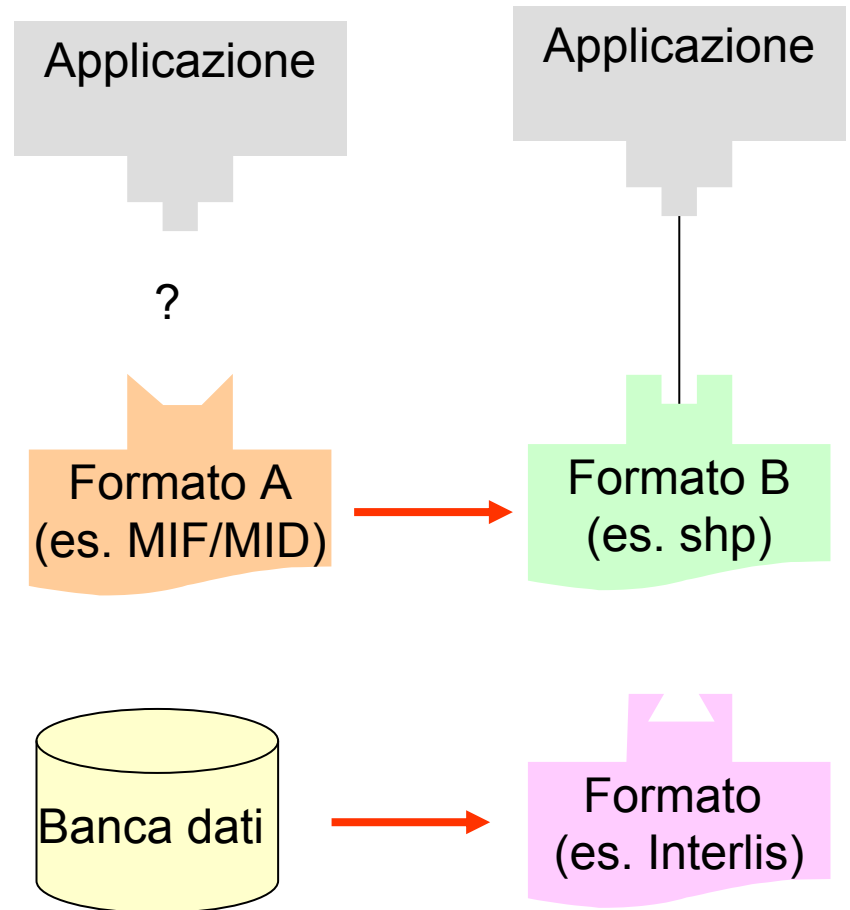 Applicazione
Applicazione
?
Formato A
(es. MIF/MID)
Formato B
(es. shp)
Banca dati
Formato
(es. Interlis)